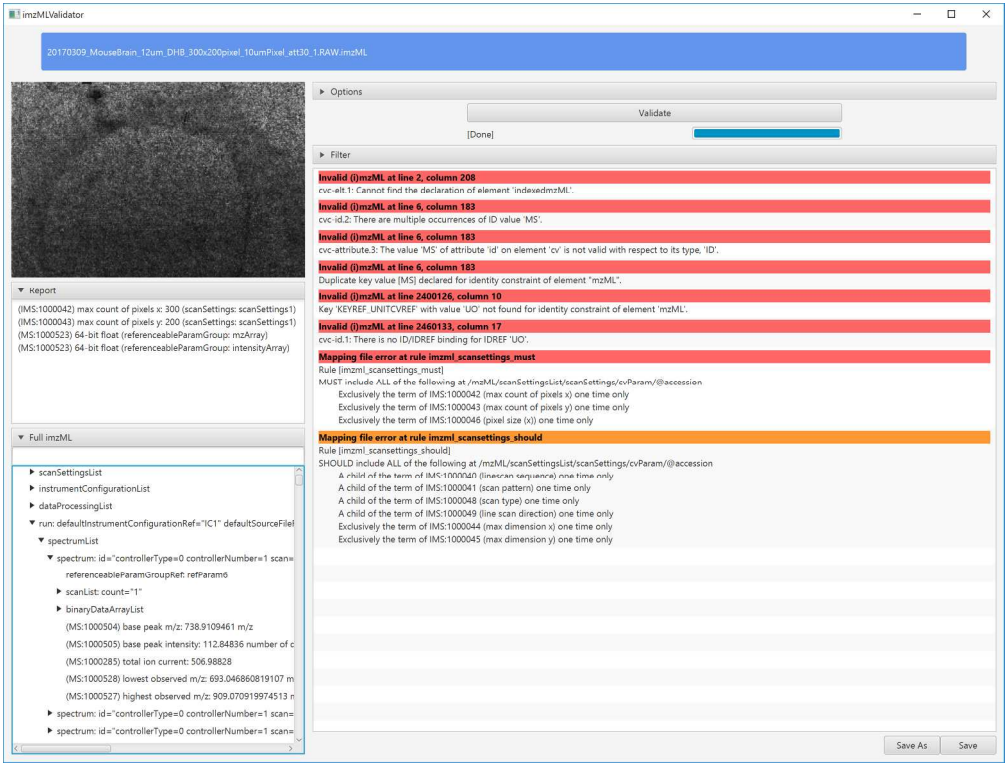 imzMLValidator
20170309_MouseBrain_12um_DHB_300x200pixel_10umPixel_att30_1.RAW.imzML
Options
Validate
[Done]
Filter
Invalid (i)mzML at line 2, column 208
cvc-elt.1: Cannot find the declaration of element 'indexedmzML'.
Invalid (i)mzML at line 6, column 183
cvc-id.2: There are multiple occurrences of ID value 'MS'.
Invalid (i)mzML at line 6, column 183
cvc-attribute.3: The value 'MS' of attribute 'id' on element 'cv' is not valid with respect to its type, 'ID'.
Invalid (i)mzML at line 6, column 183
Duplicate key value [MS] declared for identity constraint of element "mzML".
Invalid (i)mzML at line 2400126, column 10
Key 'KEYREF_UNITCVREF' with value 'UO' not found for identity constraint of element 'mzML'.
Invalid (i)mzML at line 2460133, column 17
cvc-id.1: There is no ID/IDREF binding for IDREF 'UO'.
Mapping file error at rule imzml_scansettings_must
Rule [imzml_scansettings_must]
MUST include ALL of the following at /mzML/scanSettingsList/scanSettings/cvParam/@accession
Exclusively the term of IMS:1000042 (max count of pixels x) one time only
Exclusively the term of IMS:1000043 (max count of pixels y) one time only
Exclusively the term of IMS:1000046 (pixel size (x)) one time only
Mapping file error at rule imzml_scansettings_should
Rule [imzml_scansettings_should]
SHOULD include ALL of the following at /mzML/scanSettingsList/scanSettings/cvParam/@accession
A child of the term of IMS:1000040 (linescan sequence) one time only
A child of the term of IMS:1000041 (scan pattern) one time only
A child of the term of IMS:1000048 (scan type) one time only
A child of the term of IMS:1000049 (line scan direction) one time only
Exclusively the term of IMS:1000044 (max dimension x) one time only
Exclusively the term of IMS:1000045 (max dimension y) one time only
Report
(IMS:1000042) max count of pixels x: 300 (scanSettings: scanSettings1)
(IMS:1000043) max count of pixels y: 200 (scanSettings: scanSettings1)
(MS:1000523) 64-bit float (referenceableParamGroup: mzArray)
(MS:1000523) 64-bit float (referenceableParamGroup: intensityArray)
Full imzML
scanSettingsList
instrumentConfigurationList
dataProcessingList
run: defaultInstrumentConfigurationRef="IC1" defaultSourceFileI
spectrumList
spectrum: id="controllerType=0 controllerNumber=1 scan=
referenceableParamGroupRef: refParam6
scanList: count="1"
binaryDataArrayList
(MS:1000504) base peak m/z: 738.9109461 m/z
(MS:1000505) base peak intensity: 112.84836 number of c
(MS:1000285) total ion current: 506.98828
(MS:1000528) lowest observed m/z: 693.046860819107 m
(MS:1000527) highest observed m/z: 909.070919974513 m
spectrum: id="controllerType=0 controllerNumber=1 scan=
spectrum: id="controllerType=0 controllerNumber=1 scan=
Save As
Save